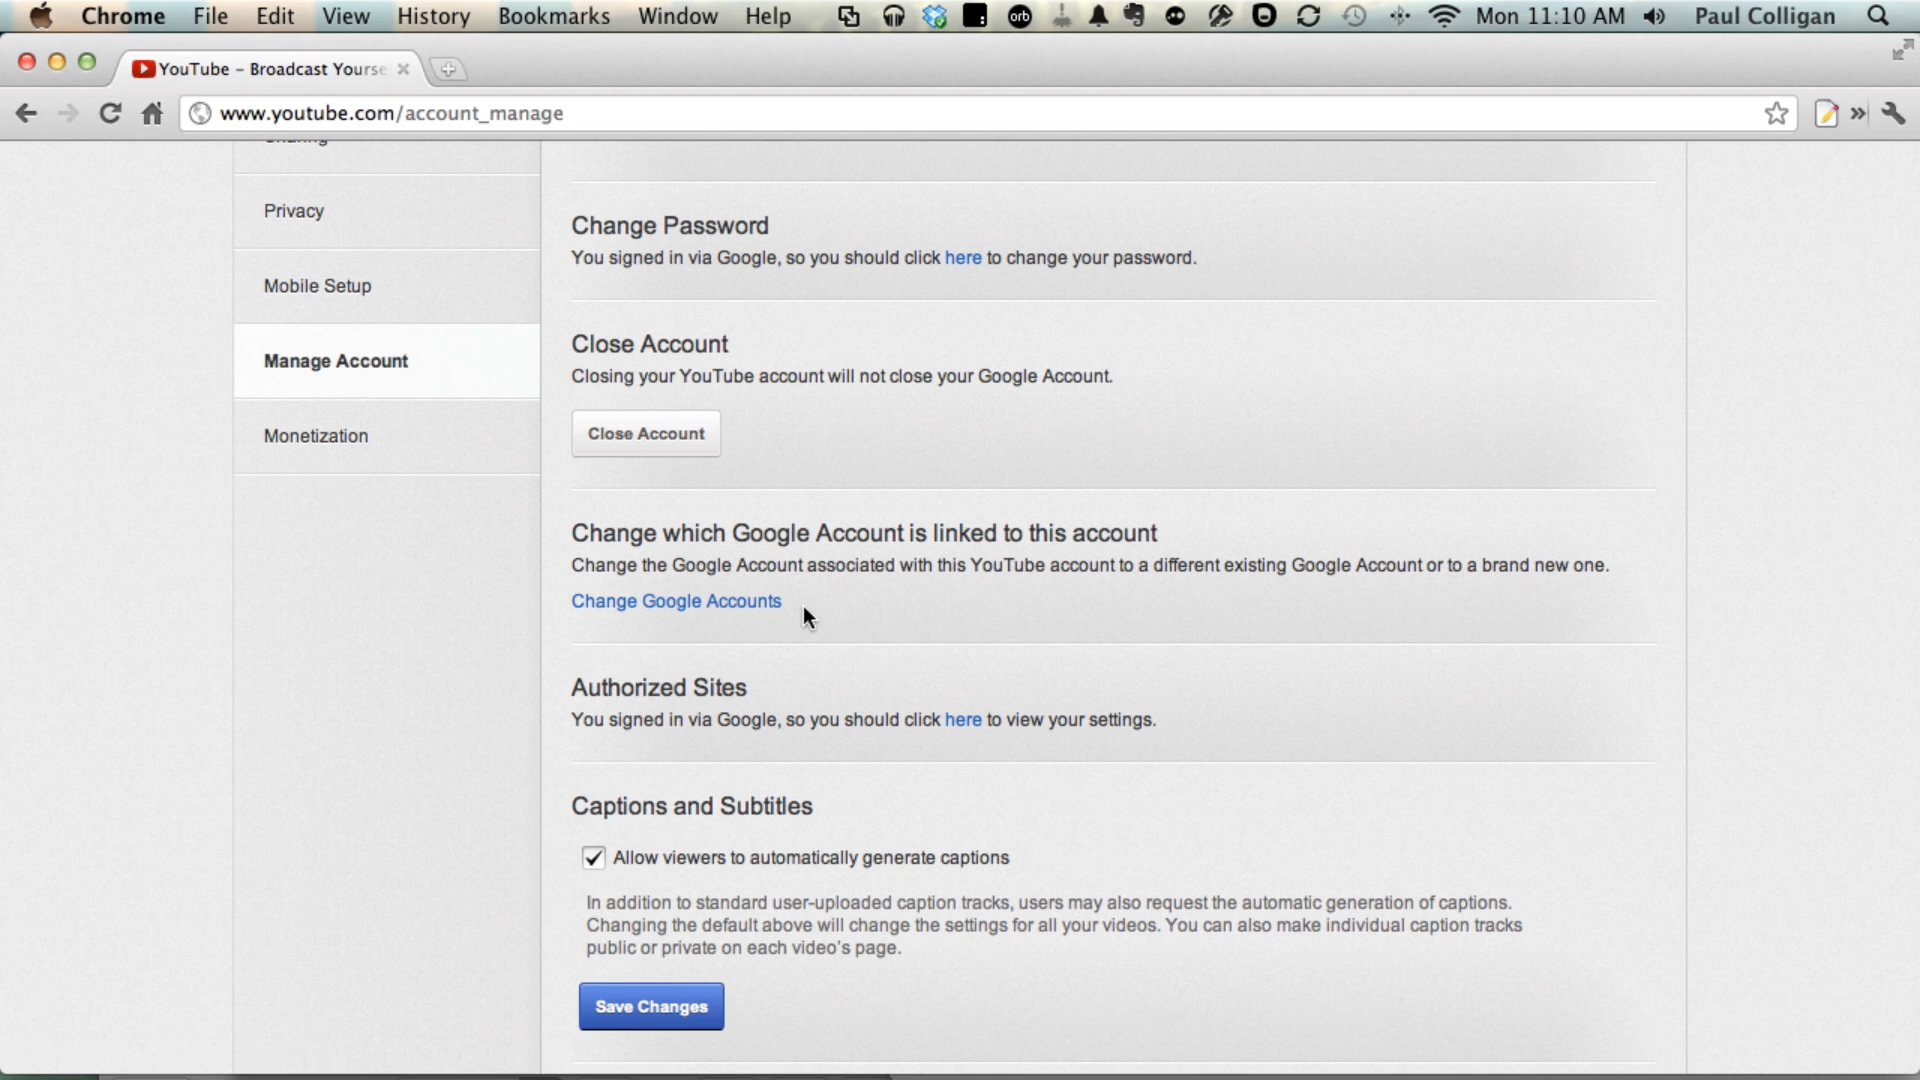 Chrome File Edit View History Bookmarks Window Help orb Mon 11:10 AM Paul Colligan
YouTube - Broadcast Yourse
www.youtube.com/account_manage
Sharing
Privacy
Mobile Setup
Manage Account
Monetization
Change Password
You signed in via Google, so you should click here to change your password.
Close Account
Closing your YouTube account will not close your Google Account.
Close Account
Change which Google Account is linked to this account
Change the Google Account associated with this YouTube account to a different existing Google Account or to a brand new one.
Change Google Accounts
Authorized Sites
You signed in via Google, so you should click here to view your settings.
Captions and Subtitles
Allow viewers to automatically generate captions
In addition to standard user-uploaded caption tracks, users may also request the automatic generation of captions.
Changing the default above will change the settings for all your videos. You can also make individual caption tracks
public or private on each video's page.
Save Changes